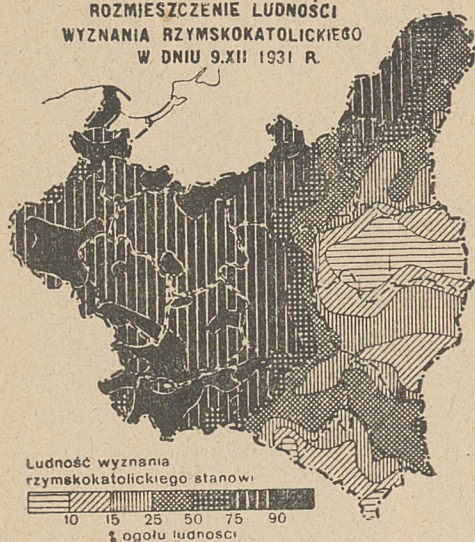 ROZMIESZCZENIE LUDNOŚCI
WYZNANIA RZYMSKOKATOLICKIEGO
W DNIU 9.XII 1931 R.
Ludność wyznania
rzymskokatolickiego stanowi
10 15 25 50 75 90
% ogołu ludności